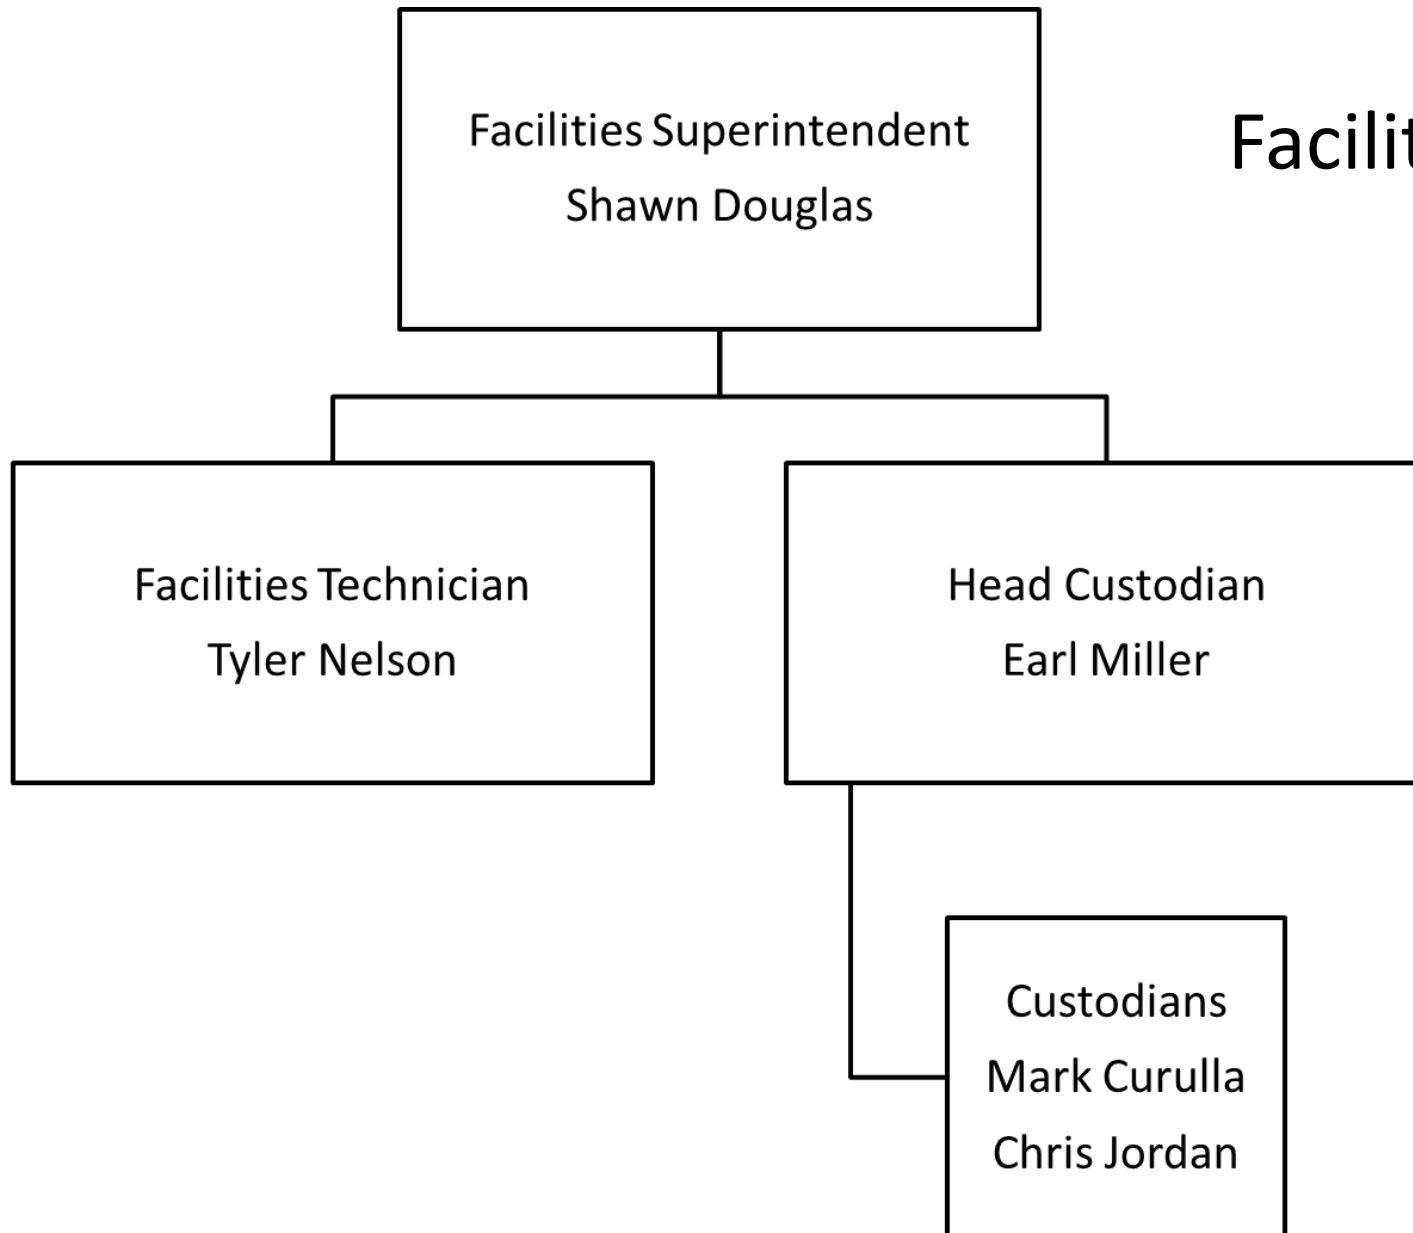 Facilities Superintendent
Shawn Douglas
Facilit
Facilities Technician
Tyler Nelson
Head Custodian
Earl Miller
Custodians
Mark Curulla
Chris Jordan